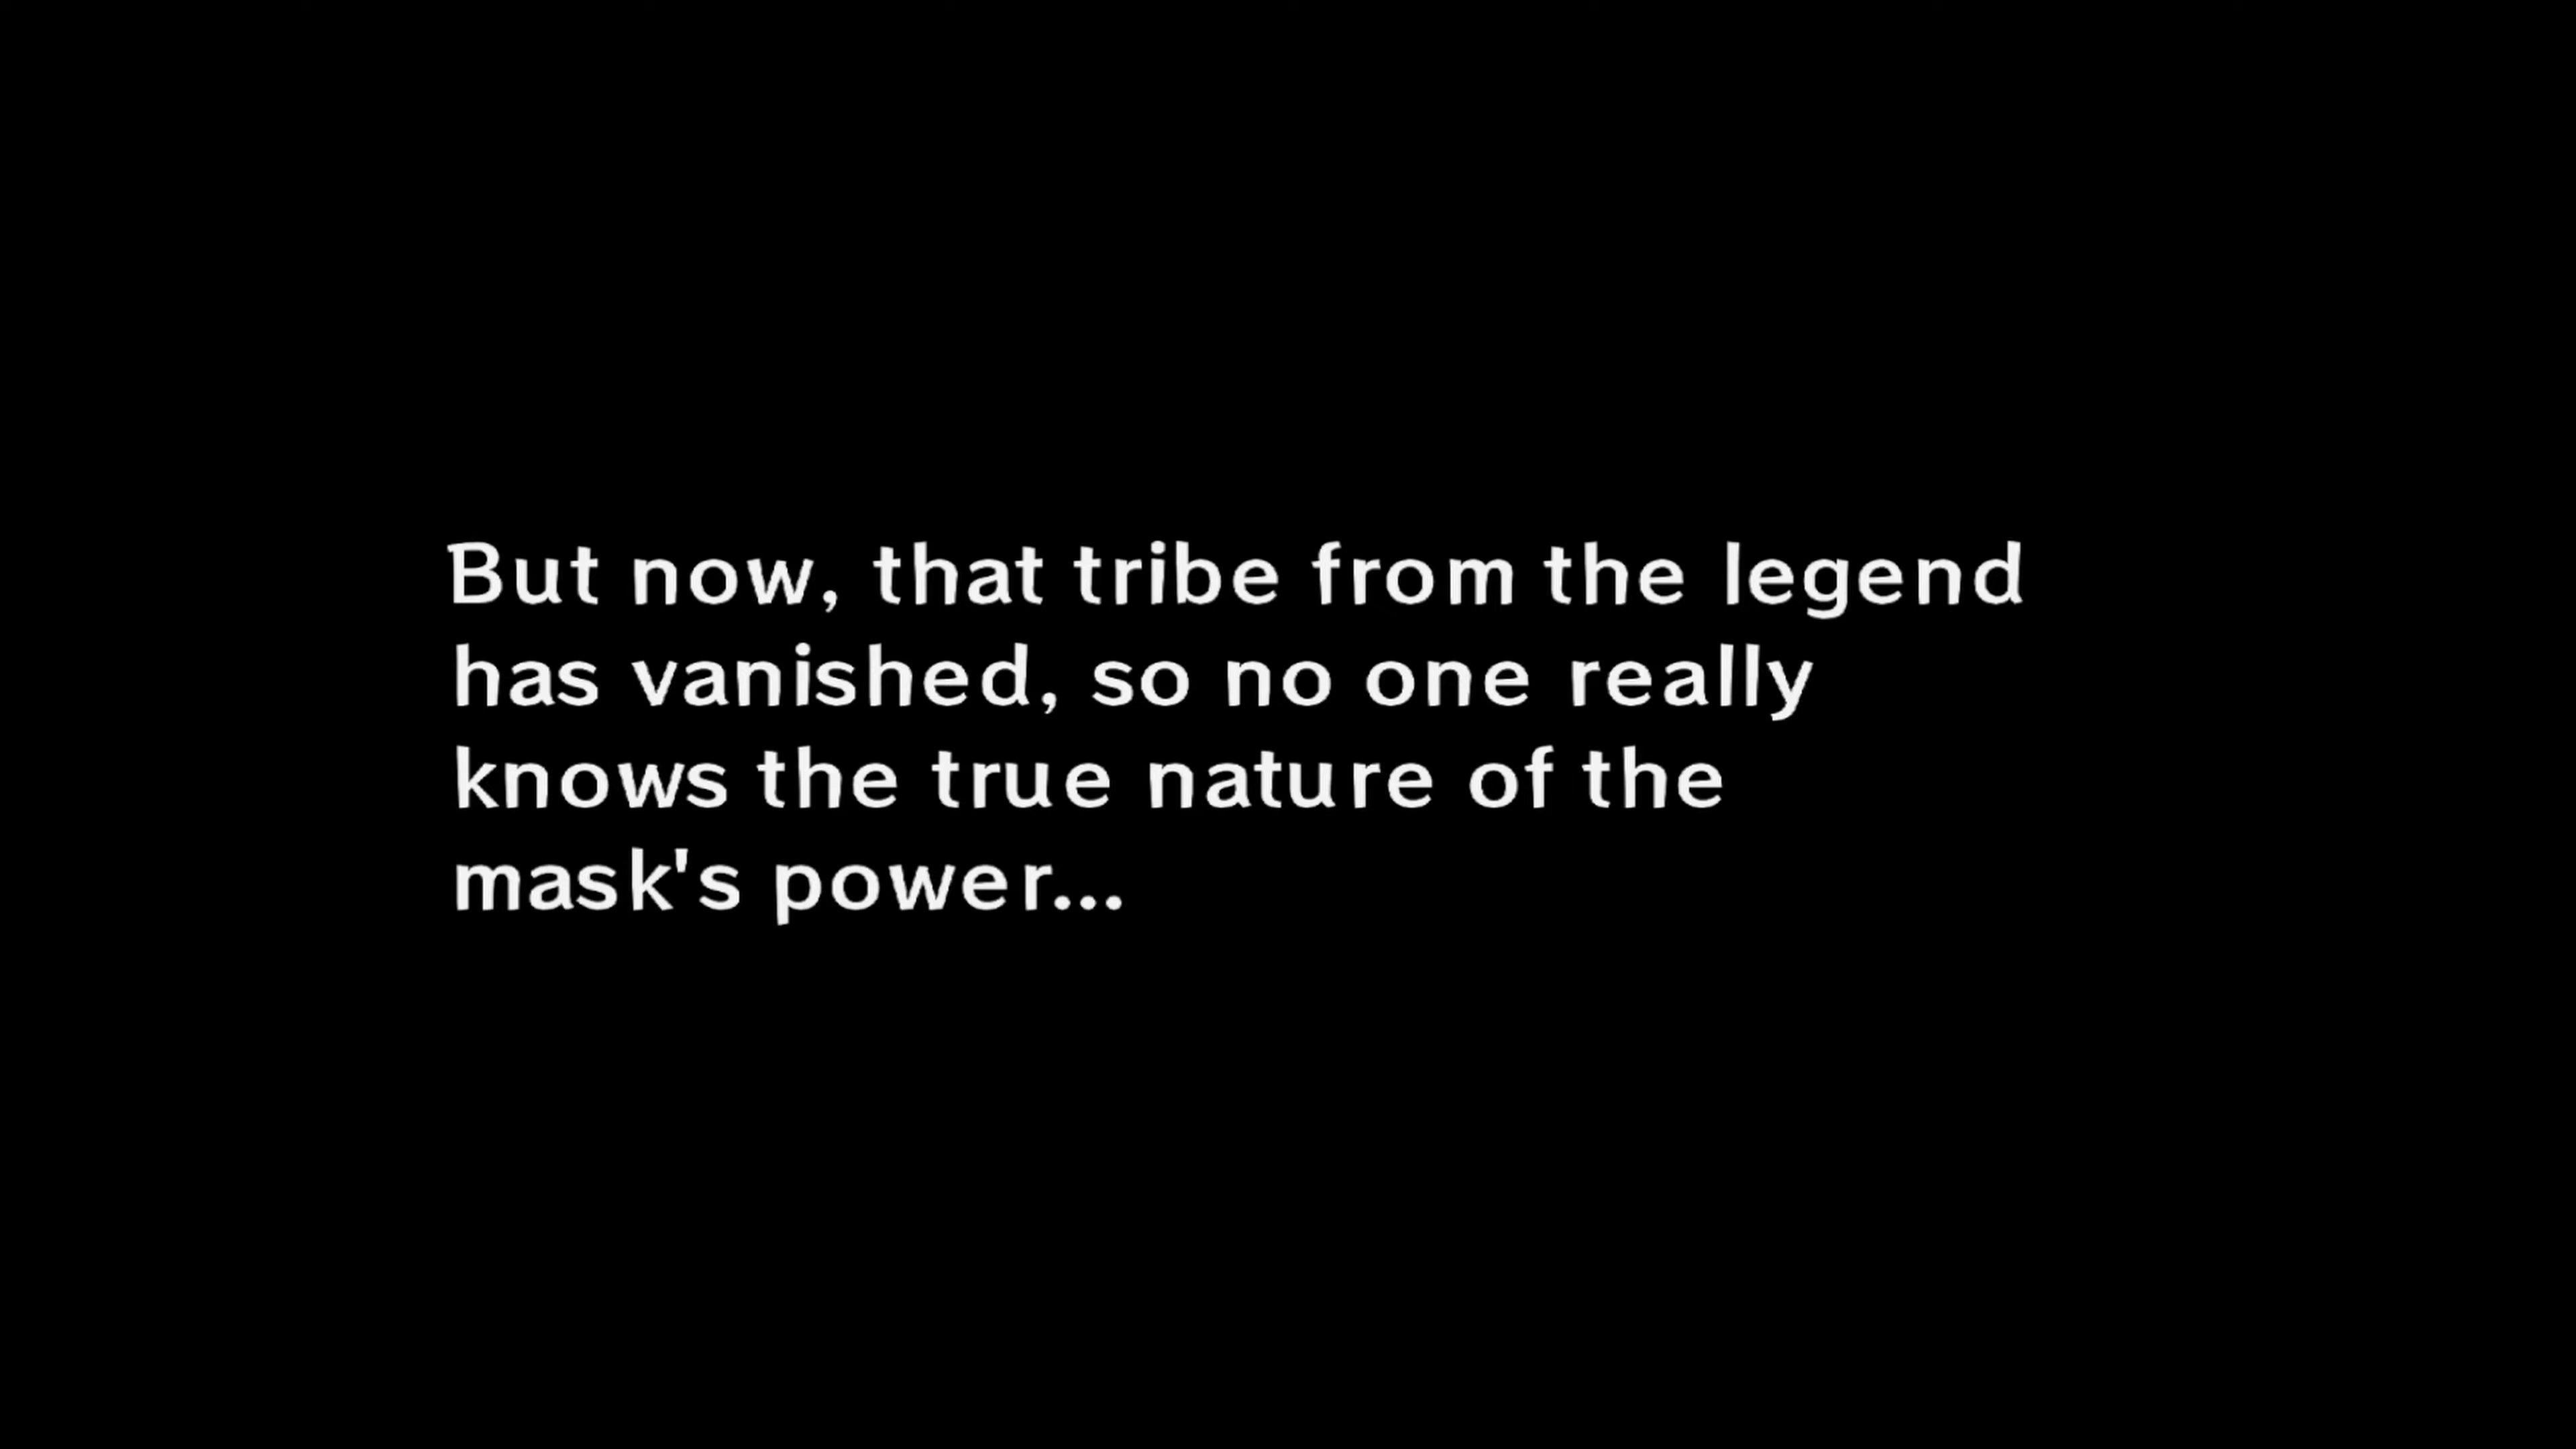 But now, that tribe from the legend
has vanished, so no one really
knows the true nature of the
mask's power...